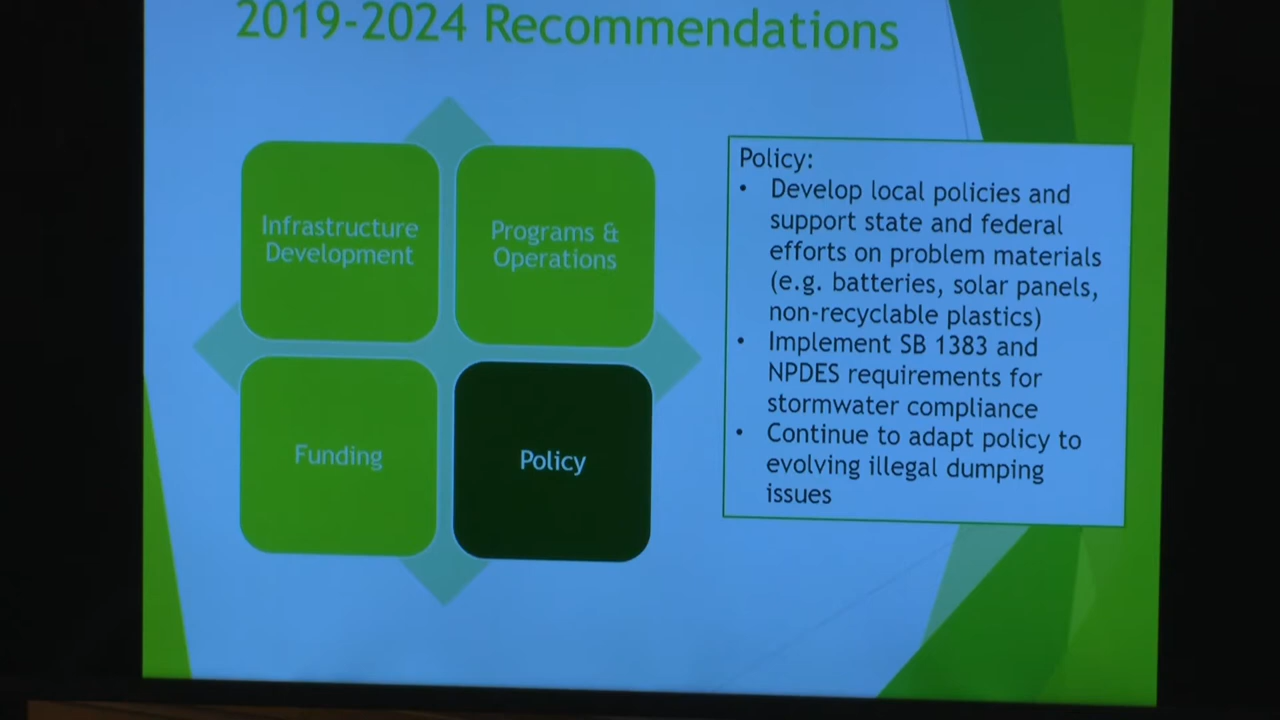 2019-2024 Recommendations
Infrastructure
Development
Programs &
Operations
Funding
Policy
Policy:
• Develop local policies and
support state and federal
efforts on problem materials
(e.g. batteries, solar panels,
non-recyclable plastics)
• Implement SB 1383 and
NPDES requirements for
stormwater compliance
• Continue to adapt policy to
evolving illegal dumping
issues